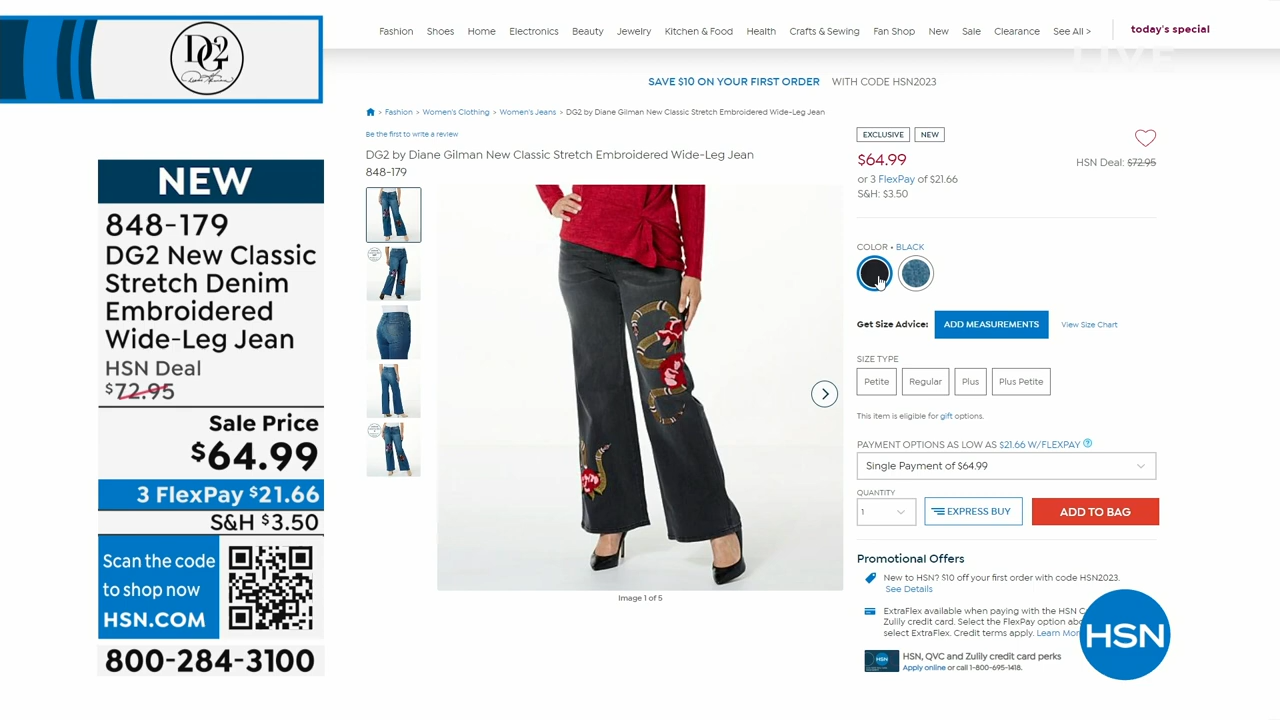 DG2
Fashion Shoes Home Electronics Beauty Jewelry Kitchen & Food Health Crafts & Sewing Fan Shop New Sale Clearance See All > today's special
LIVE
SAVE $10 ON YOUR FIRST ORDER WITH CODE HSN2023
> Fashion > Women's Clothing > Women's Jeans > DG2 by Diane Gilman New Classic Stretch Embroidered Wide-Leg Jean
Be the first to write a review
DG2 by Diane Gilman New Classic Stretch Embroidered Wide-Leg Jean
848-179
Image 1 of 5
NEW
848-179
DG2 New Classic
Stretch Denim
Embroidered
Wide-Leg Jean
HSN Deal
$72.95
Sale Price
$64.99
3 FlexPay $21.66
S&H $3.50
Scan the code
to shop now
HSN.COM
800-284-3100
EXCLUSIVE NEW
$64.99
HSN Deal: $72.95
or 3 FlexPay of $21.66
S&H: $3.50
COLOR • BLACK
Get Size Advice: ADD MEASUREMENTS View Size Chart
SIZE TYPE
Petite Regular Plus Plus Petite
This item is eligible for gift options.
PAYMENT OPTIONS AS LOW AS $21.66 W/FLEXPAY ?
Single Payment of $64.99
QUANTITY
1 EXPRESS BUY ADD TO BAG
Promotional Offers
New to HSN? $10 off your first order with code HSN2023.
See Details
ExtraFlex available when paying with the HSN
Zulily credit card. Select the FlexPay option
select ExtraFlex. Credit terms apply. Learn
HSN, QVC and Zulily credit card perks
Apply online or call 1-800-695-1418.
HSN
HSN